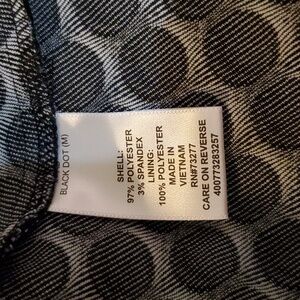 BLACK DOT (M)
SHELL:
97% POLYESTER
3% SPANDEX
LINING:
100% POLYESTER
MADE IN
VIETNAM
RN#73277
CARE ON REVERSE
400773283257